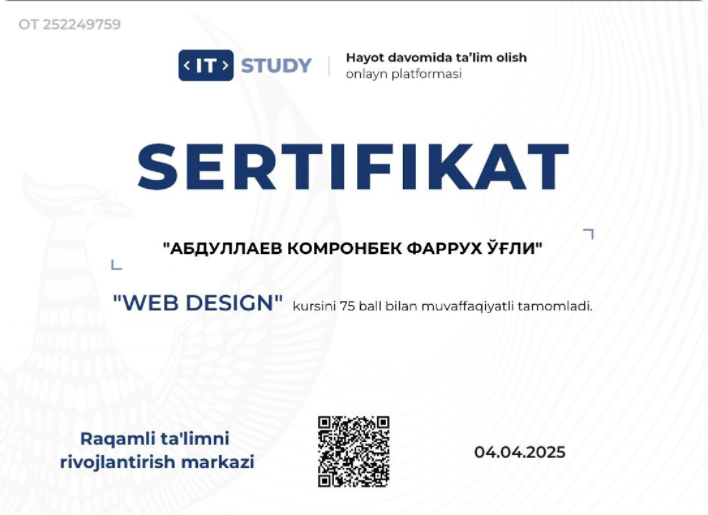 OT 252249759
<IT> STUDY
Hayot davomida ta'lim olish
onlayn platformasi
SERTIFIKAT
"АБДУЛЛАЕВ КОМРОНБЕК ФАРРУХ ЎҒЛИ"
"WEB DESIGN" kursini 75 ball bilan muvaffaqiyatli tamomladi.
Raqamli ta'limni
rivojlantirish markazi
04.04.2025